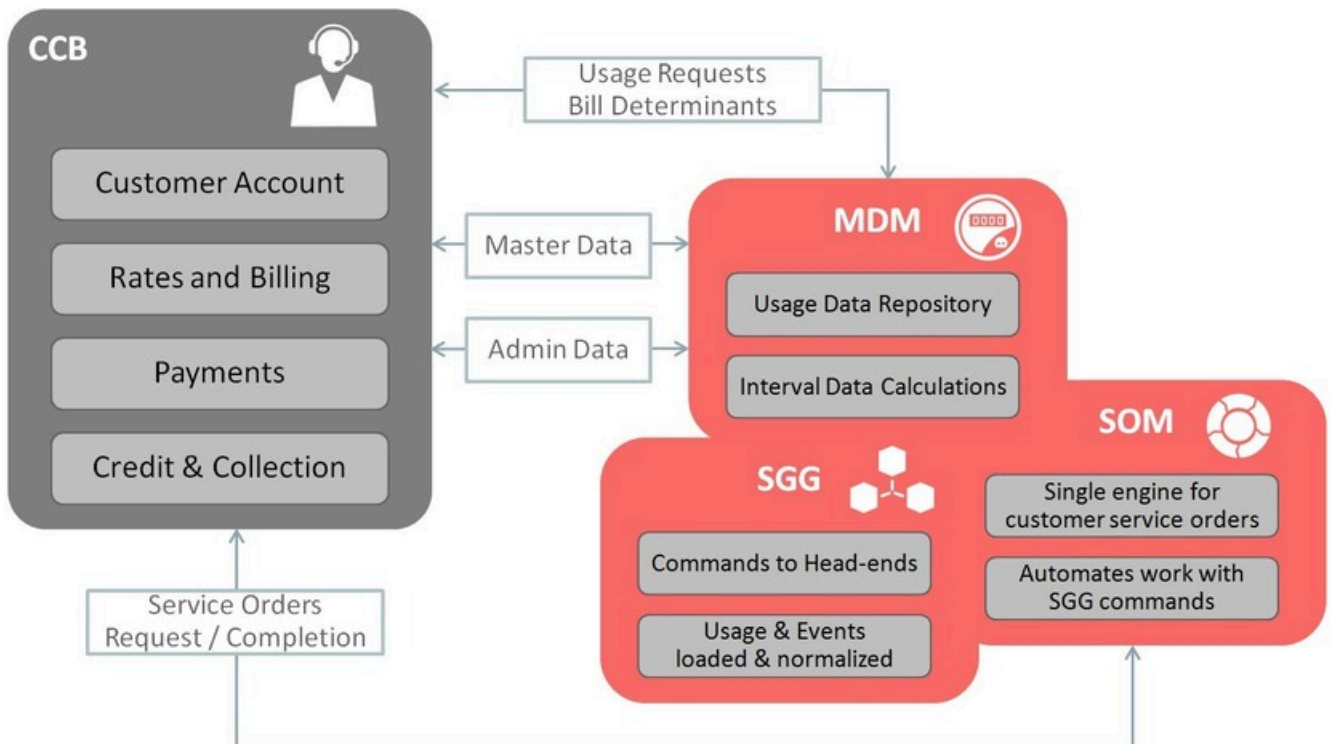 CCB
Customer Account
Rates and Billing
Payments
Credit & Collection
Usage Requests
Bill Determinants
Master Data
Admin Data
Service Orders
Request / Completion
MDM
0000
Usage Data Repository
Interval Data Calculations
SGG
Commands to Head-ends
Usage & Events
loaded & normalized
SOM
Single engine for
customer service orders
Automates work with
SGG commands